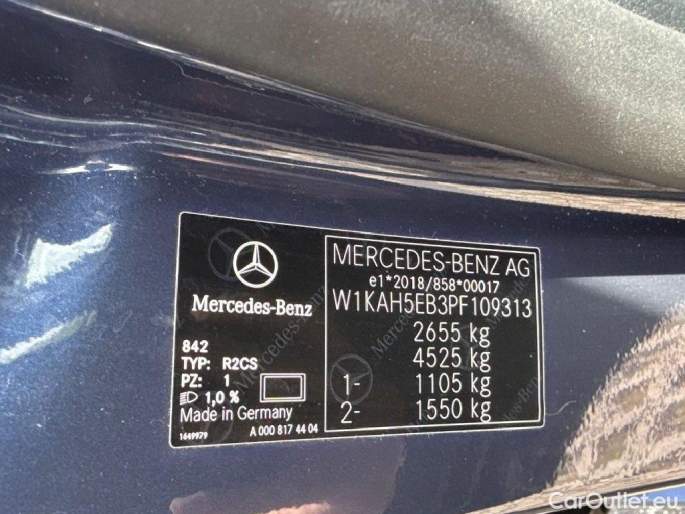 Mercedes-Benz
842
TYP: R2CS
PZ: 1
1,0 %
Made in Germany
1649979
A 000 817 44 04
MERCEDES-BENZ AG
e1*2018/858*00017
W1KAH5EB3PF109313
2655 kg
4525 kg
1- 1105 kg
2- 1550 kg
CarOutlet.eu